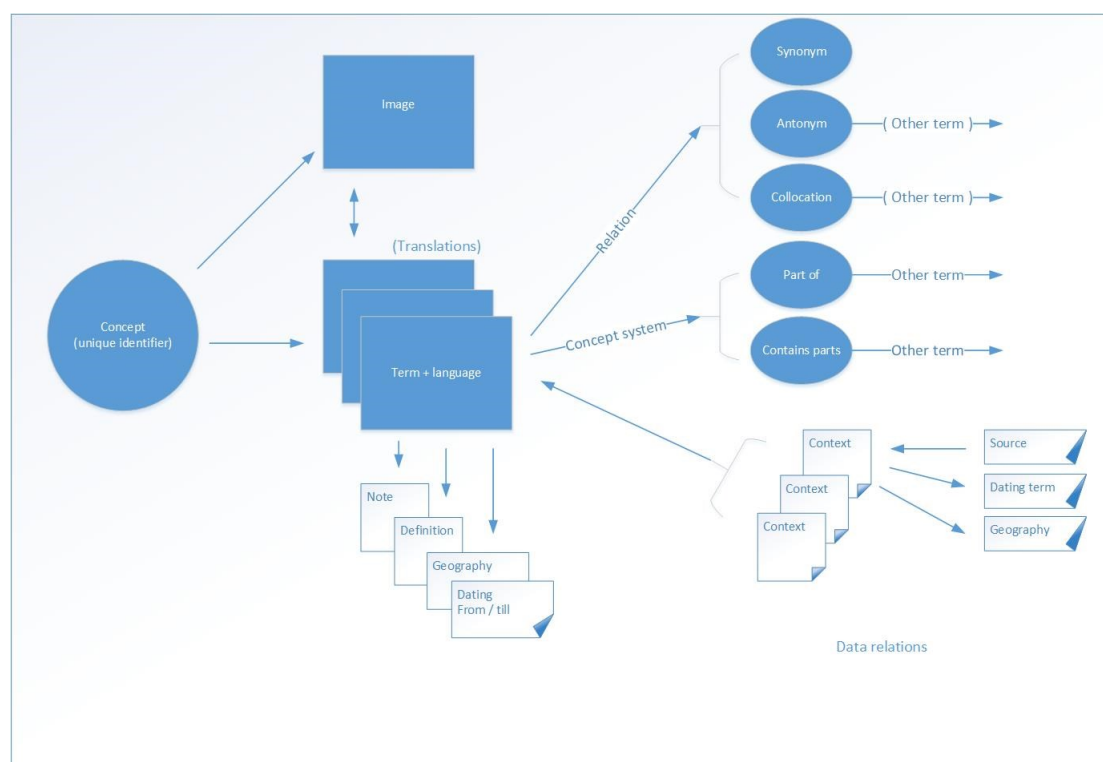 Image
(Translations)
Concept
(unique identifier)
Term + language
Note
Definition
Geography
Dating
From / till
Relation
Concept system
Synonym
Antonym
( Other term )
Collocation
( Other term )
Part of
Other term
Contains parts
Other term
Context
Context
Context
Source
Dating term
Geography
Data relations